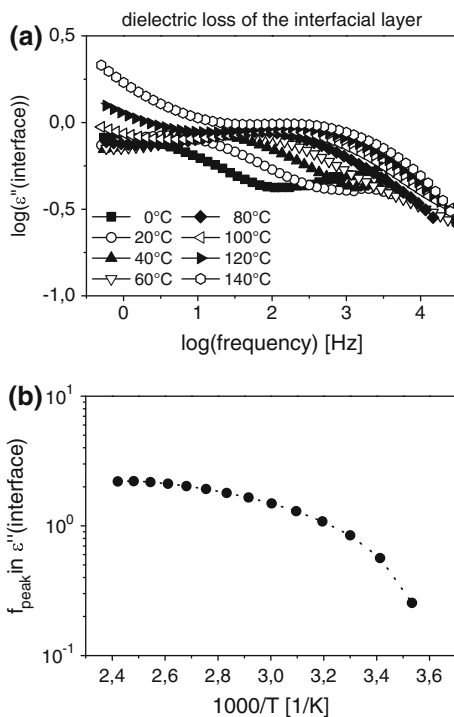 dielectric loss of the interfacial layer
(a)
0,5
0,0
-0,5
-1,0
log(ε"(interface))
0°C
80°C
20°C
100°C
40°C
120°C
60°C
140°C
0
1
2
3
4
log(frequency) [Hz]
(b)
10¹
10⁰
10⁻¹
f_peak in ε"(interface)
2,4
2,6
2,8
3,0
3,2
3,4
3,6
1000/T [1/K]